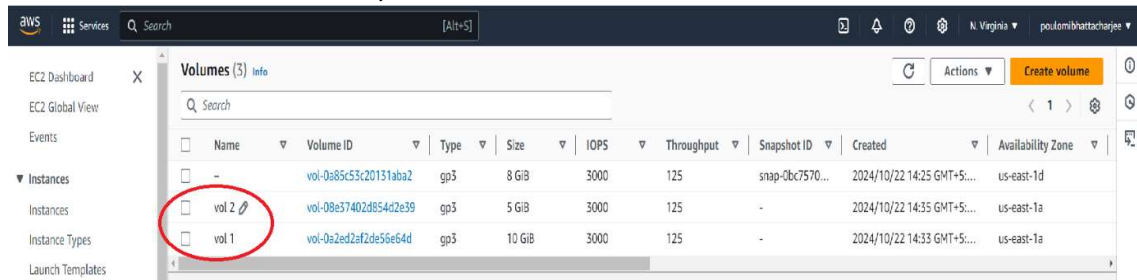 aws Services Search [Alt+S] N. Virginia ▼ poulomibhattacharjee ▼
EC2 Dashboard X
EC2 Global View
Events
▼ Instances
Instances
Instance Types
Launch Templates
Volumes (3) Info Actions ▼ Create volume
Search < 1 >
Name Volume ID Type Size IOPS Throughput Snapshot ID Created Availability Zone
– vol-0a85c53c20131aba2 gp3 8 GiB 3000 125 snap-0bc7570... 2024/10/22 14:25 GMT+5:... us-east-1d
vol 2 vol-08e37402d854d2e39 gp3 5 GiB 3000 125 - 2024/10/22 14:35 GMT+5:... us-east-1a
vol 1 vol-0a2ed2af2de56e64d gp3 10 GiB 3000 125 - 2024/10/22 14:33 GMT+5:... us-east-1a